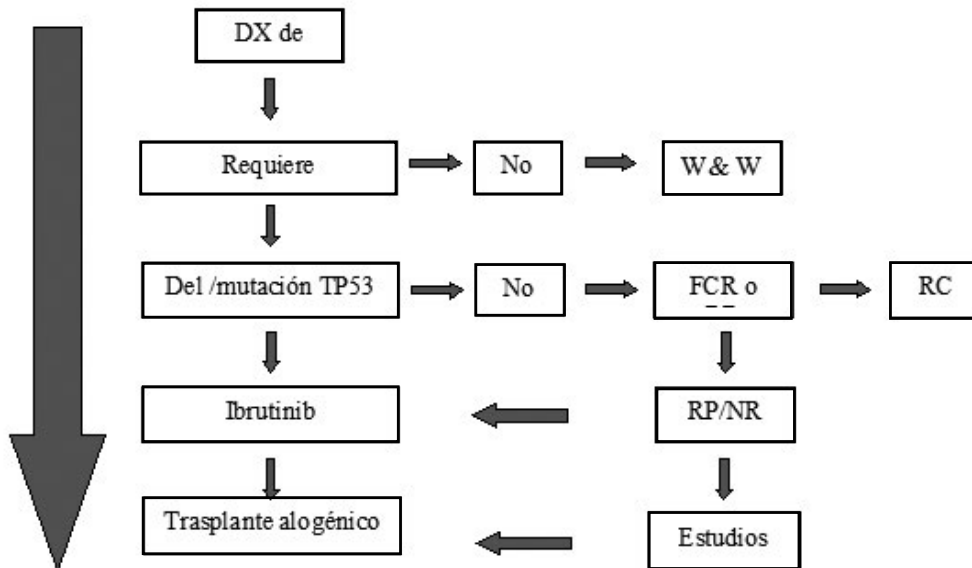 DX de
Requiere
No
W & W
Del /mutación TP53
No
FCR o
RC
Ibrutinib
RP/NR
Trasplante alogénico
Estudios